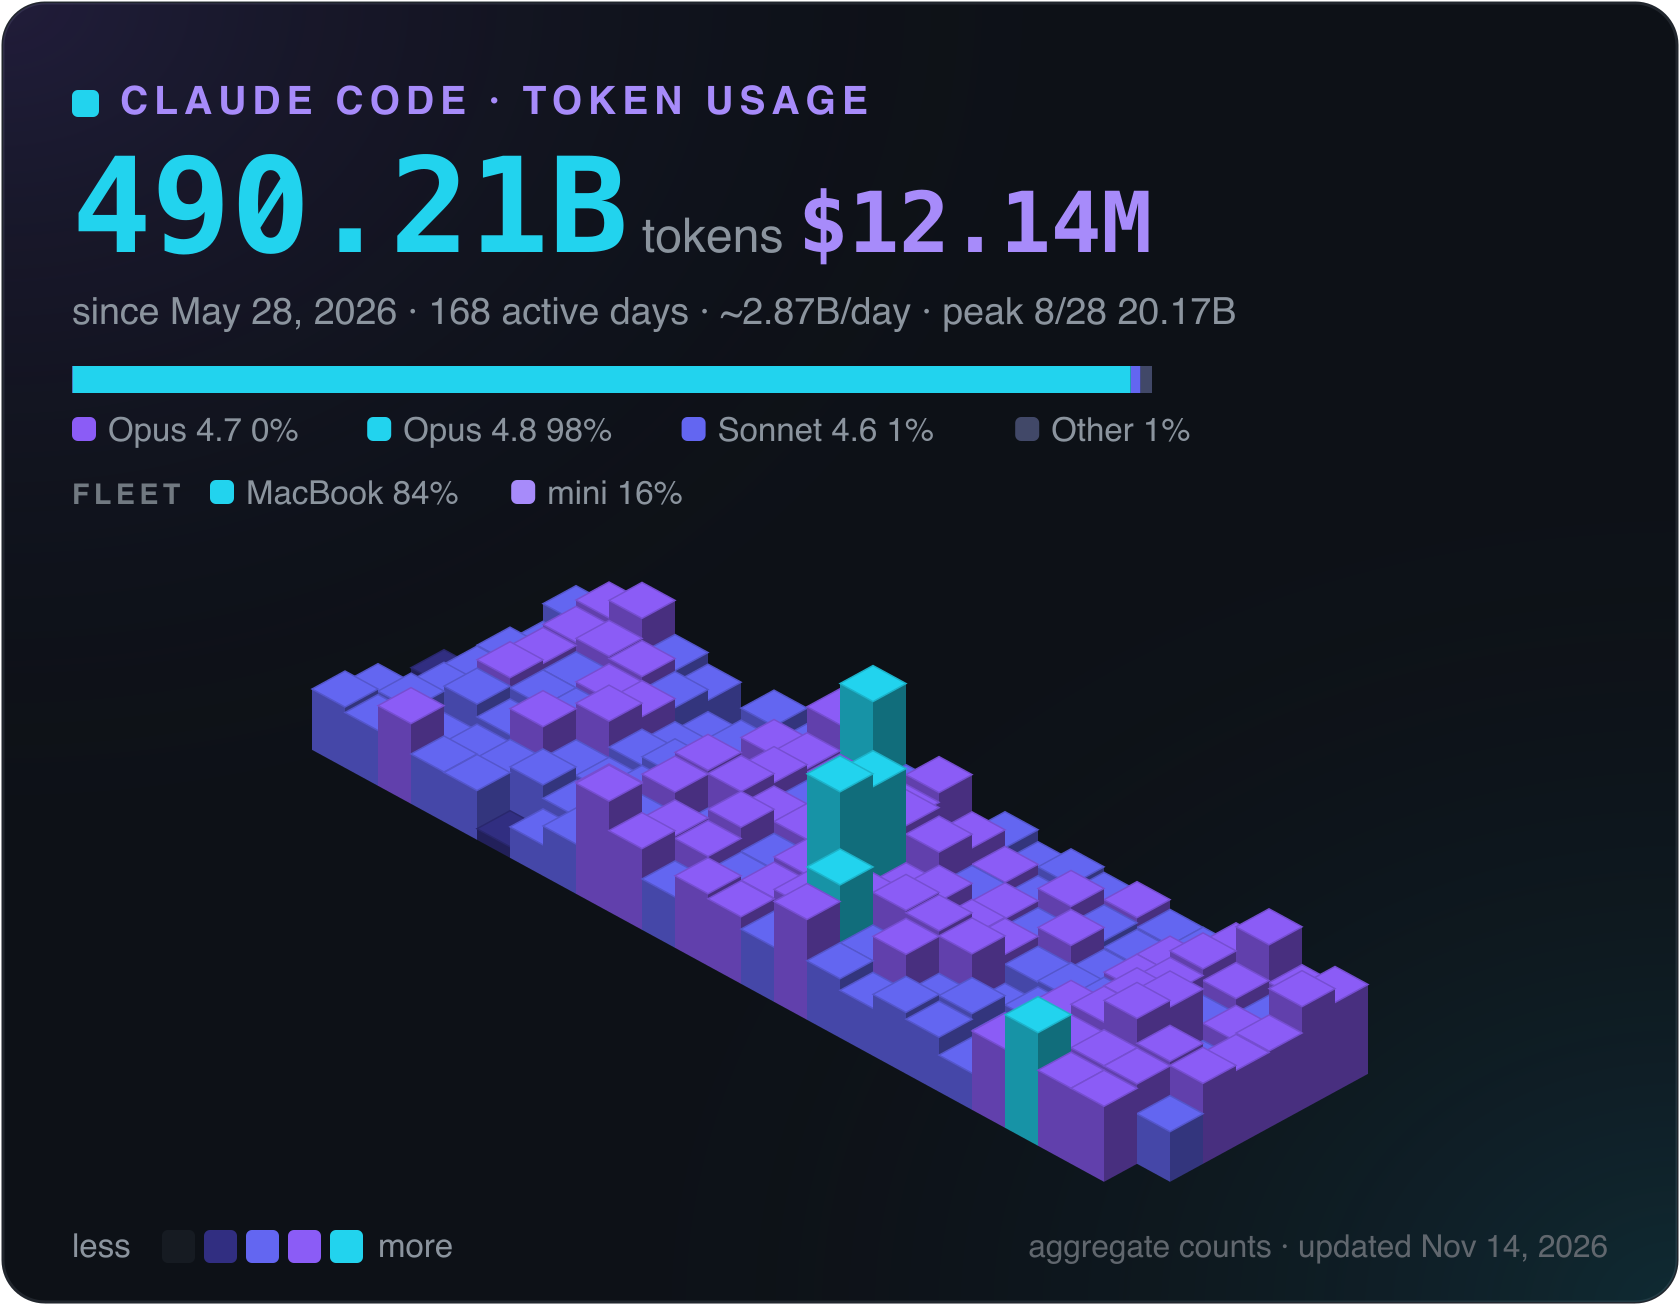 CLAUDE CODE · TOKEN USAGE
490.21B tokens $12.14M
since May 28, 2026 · 168 active days · ~2.87B/day · peak 8/28 20.17B
Opus 4.7 0% Opus 4.8 98% Sonnet 4.6 1% Other 1%
FLEET MacBook 84% mini 16%
less more
aggregate counts · updated Nov 14, 2026